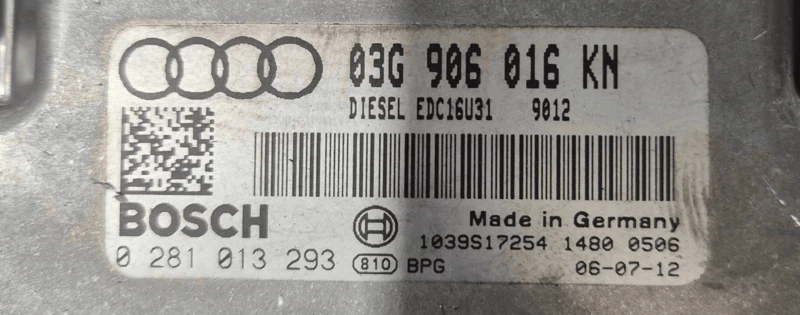 03G 906 016 KN
DIESEL EDC16U31 9012
BOSCH
Made in Germany
1039S17254 1480 0506
0 281 013 293 810 BPG 06-07-12